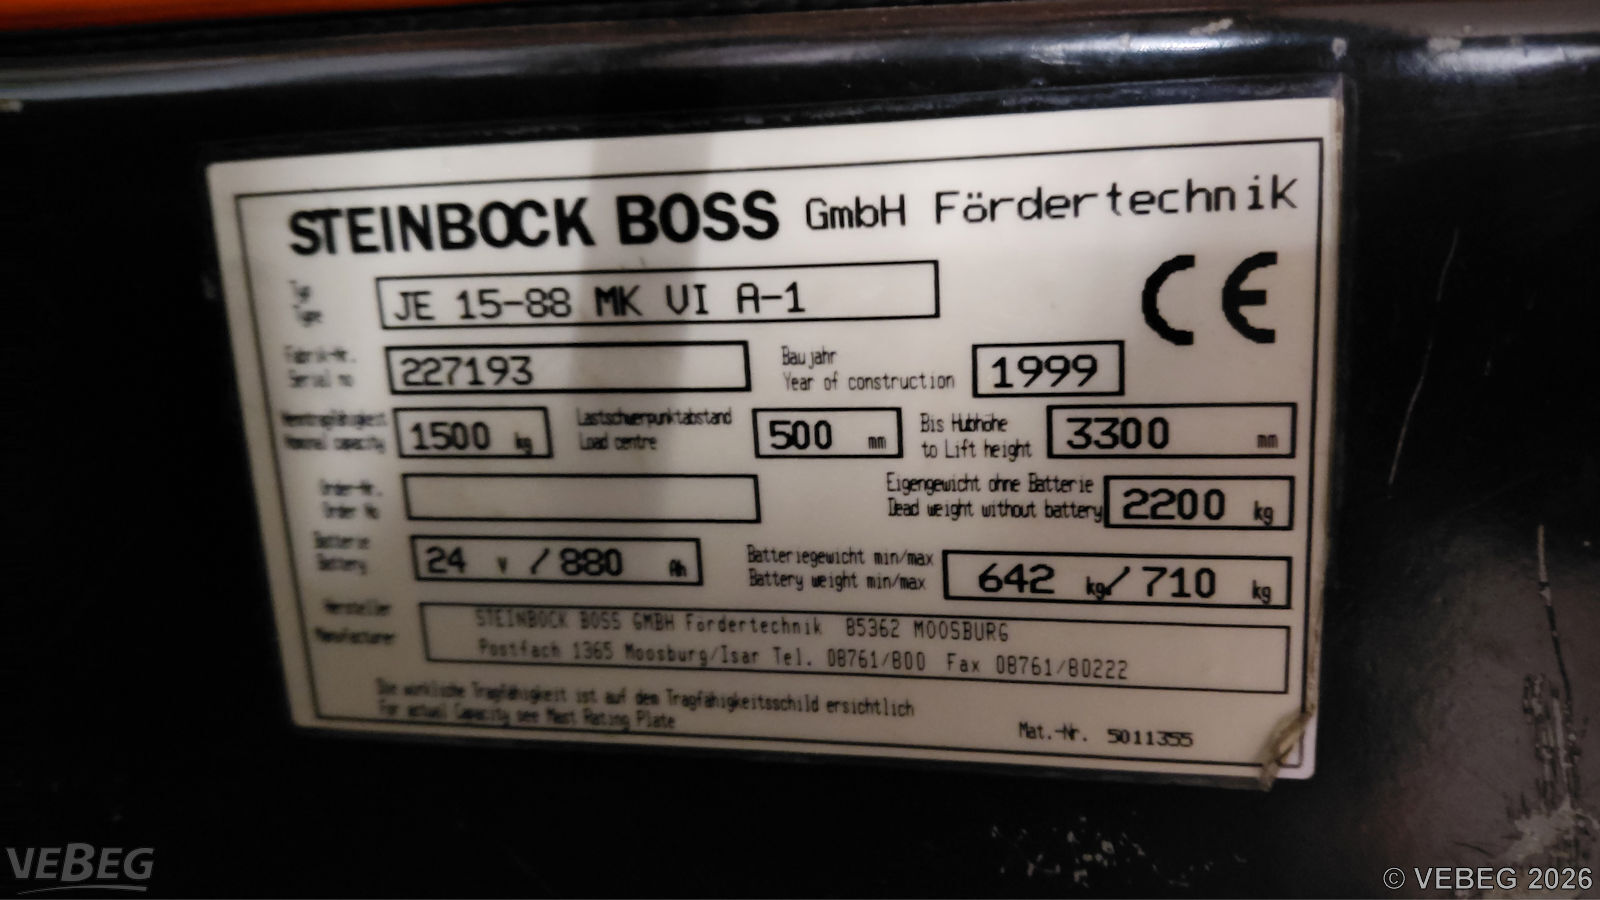 STEINBOCK BOSS GmbH Fördertechnik
Typ
Type
JE 15-88 MK VI A-1
CE
Fabrik-Nr.
Serial no
227193
Baujahr
Year of construction
1999
Nenntragfähigkeit
Nominal capacity
1500 kg
Lastschwerpunktabstand
Load centre
500 mm
Bis Hubhöhe
to Lift height
3300 mm
Order-Nr.
Order No
Eigengewicht ohne Batterie
Dead weight without battery
2200 kg
Batterie
Battery
24 v / 880 Ah
Batteriegewicht min/max
Battery weight min/max
642 kg/ 710 kg
Hersteller
Manufacturer
STEINBOCK BOSS GMBH Fördertechnik 85362 MOOSBURG
Postfach 1365 Moosburg/Isar Tel. 08761/800 Fax 08761/80222
Die wirkliche Tragfähigkeit ist auf dem Tragfähigkeitsschild ersichtlich
For actual Capacity see Mast Rating Plate
Mat.-Nr. 5011355
VEBEG
© VEBEG 2026